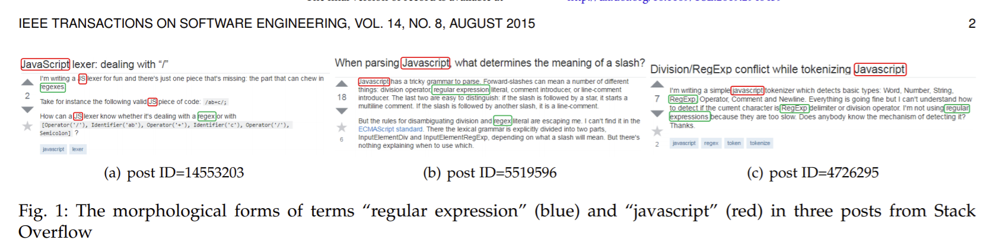 The final version of record is available at
IEEE TRANSACTIONS ON SOFTWARE ENGINEERING, VOL. 14, NO. 8, AUGUST 2015 2
JavaScript lexer: dealing with “/”
2
I'm writing a JS lexer for fun and there's just one piece that's missing: the part that can chew in
regexes.
Take for instance the following valid JS piece of code: /ab+c/;
How can a JS lexer know whether it's dealing with a regex or with
[Operator('/'), Identifier('ab'), Operator('+'), Identifier('c'), Operator('/'),
Semicolon] ?
javascript lexer
(a) post ID=14553203
When parsing Javascript, what determines the meaning of a slash?
18
6
Javascript has a tricky grammar to parse. Forward-slashes can mean a number of different
things: division operator, regular expression literal, comment introducer, or line-comment
introducer. The last two are easy to distinguish: if the slash is followed by a star, it starts a
multiline comment. If the slash is followed by another slash, it is a line-comment.
But the rules for disambiguating division and regex literal are escaping me. I can't find it in the
ECMAScript standard. There the lexical grammar is explicitly divided into two parts,
InputElementDiv and InputElementRegExp, depending on what a slash will mean. But there's
nothing explaining when to use which.
(b) post ID=5519596
Division/RegExp conflict while tokenizing Javascript
7
2
I'm writing a simple javascript tokenizer which detects basic types: Word, Number, String,
RegExp, Operator, Comment and Newline. Everything is going fine but I can't understand how
to detect if the current character is RegExp delimiter or division operator. I'm not using regular
expressions because they are too slow. Does anybody know the mechanism of detecting it?
Thanks.
javascript regex token tokenize
(c) post ID=4726295
Fig. 1: The morphological forms of terms “regular expression” (blue) and “javascript” (red) in three posts from Stack
Overflow